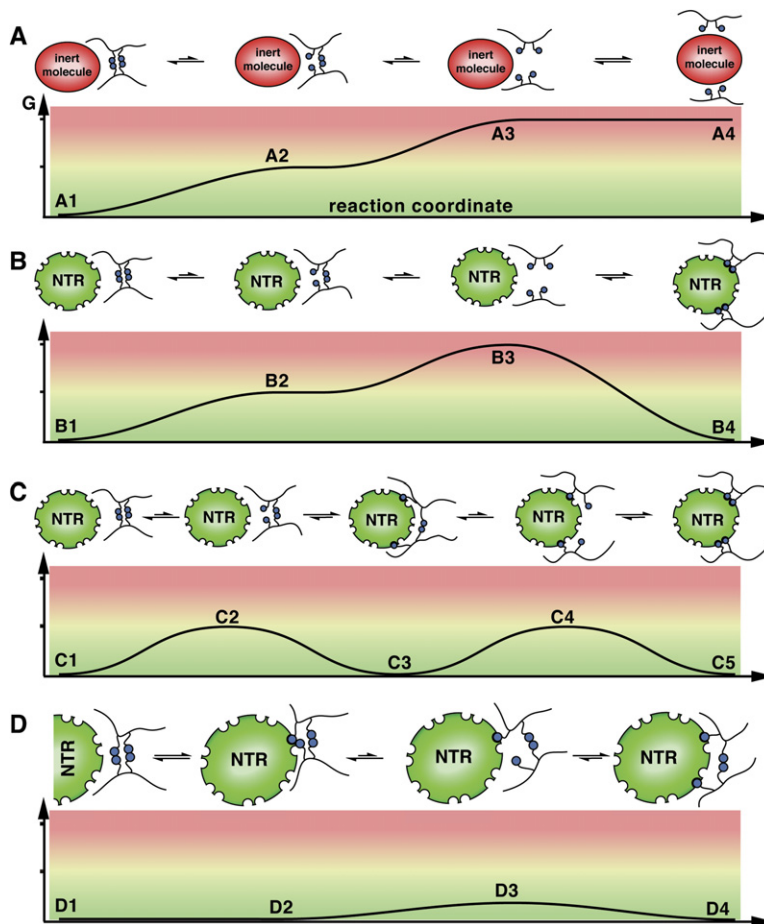 A
inert
molecule
inert
molecule
inert
molecule
inert
molecule
G
A1
A2
A3
A4
reaction coordinate
B
NTR
NTR
NTR
NTR
B1
B2
B3
B4
C
NTR
NTR
NTR
NTR
NTR
C1
C2
C3
C4
C5
D
NTR
NTR
NTR
NTR
D1
D2
D3
D4